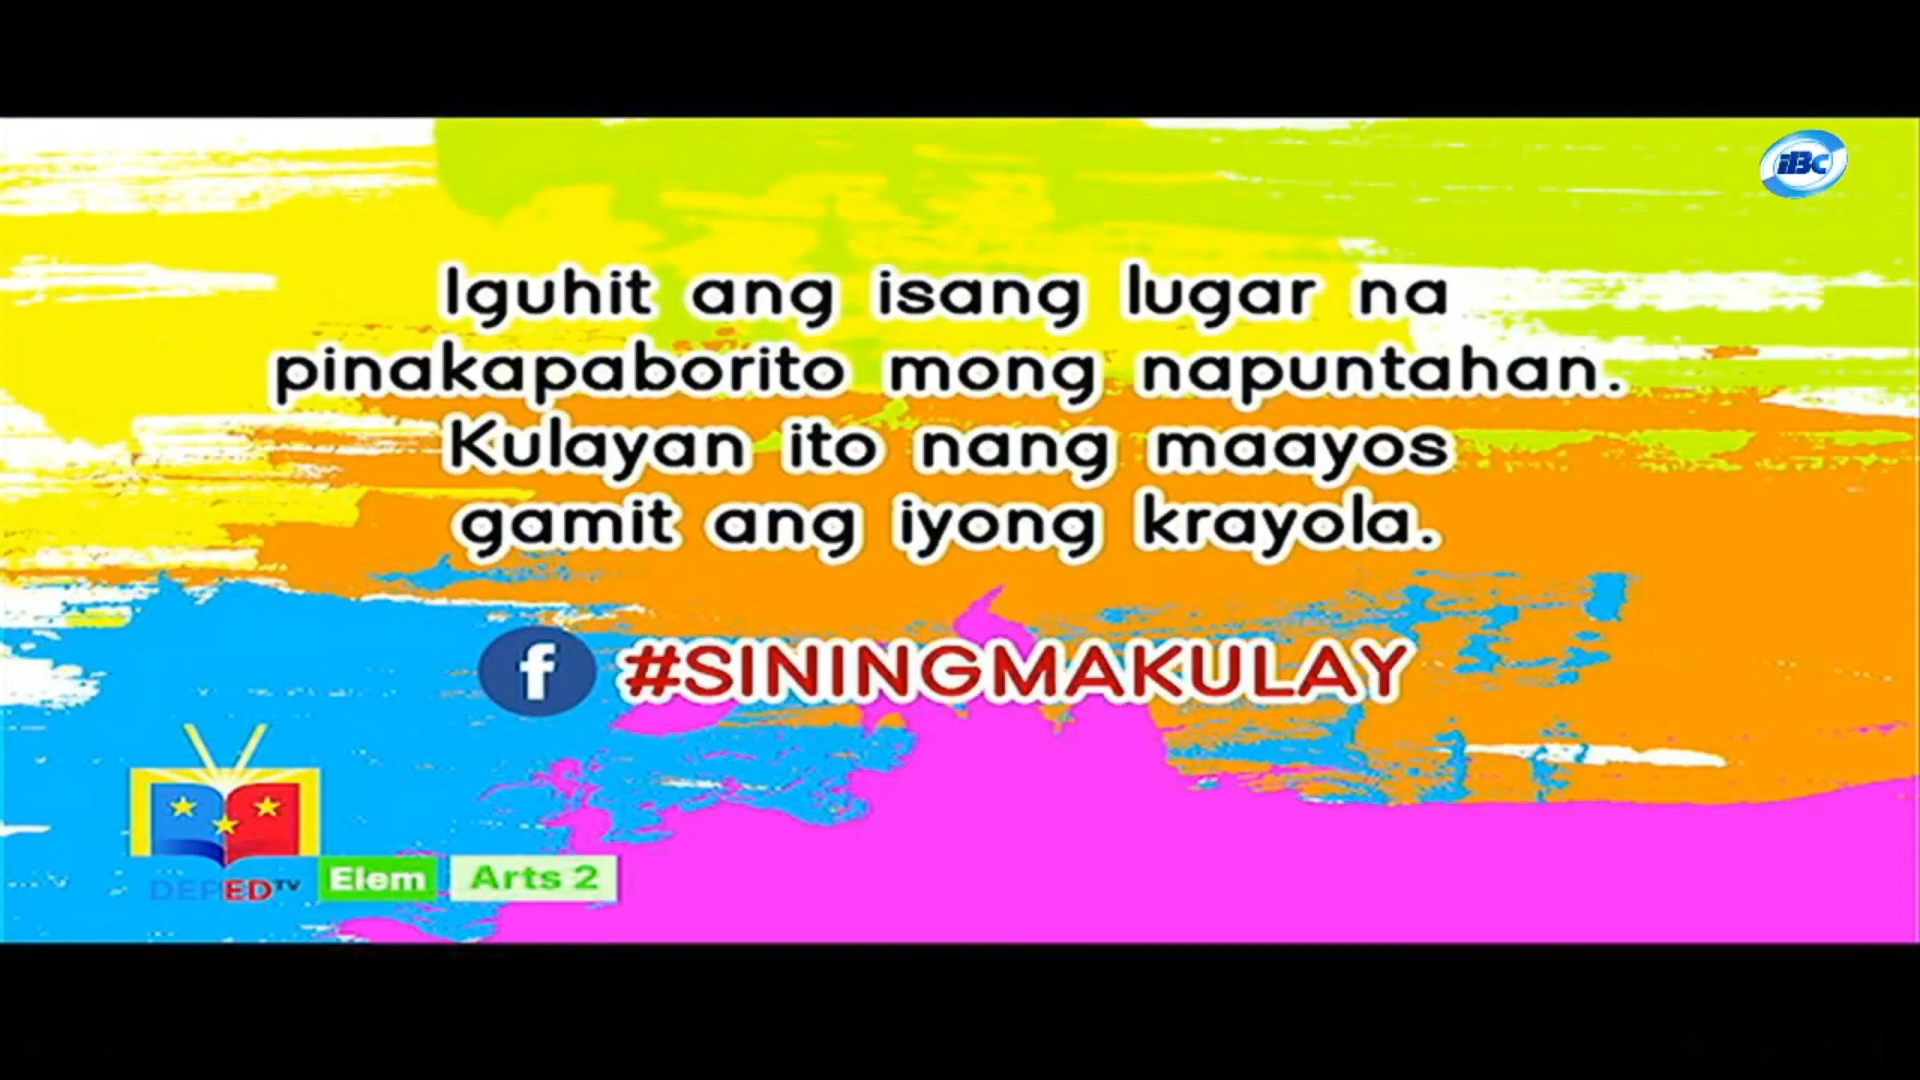 iBC
Iguhit ang isang lugar na
pinakapaborito mong napuntahan.
Kulayan ito nang maayos
gamit ang iyong krayola.
f #SININGMAKULAY
DEPED TV
Elem Arts 2